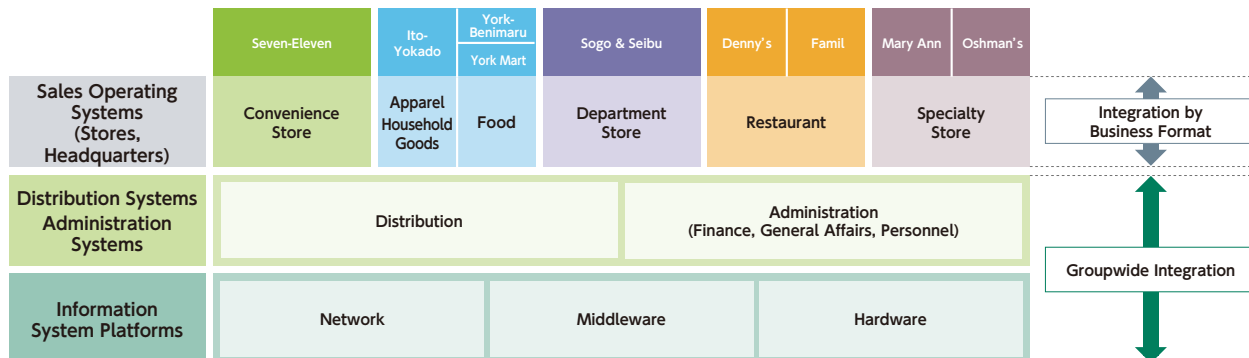 Seven-Eleven
Ito-
Yokado
York-
Benimaru
York Mart
Sogo & Seibu
Denny's
Famil
Mary Ann
Oshman's
Sales Operating
Systems
(Stores,
Headquarters)
Convenience
Store
Apparel
Household
Goods
Food
Department
Store
Restaurant
Specialty
Store
Integration by
Business Format
Distribution Systems
Administration
Systems
Distribution
Administration
(Finance, General Affairs, Personnel)
Groupwide Integration
Information
System Platforms
Network
Middleware
Hardware